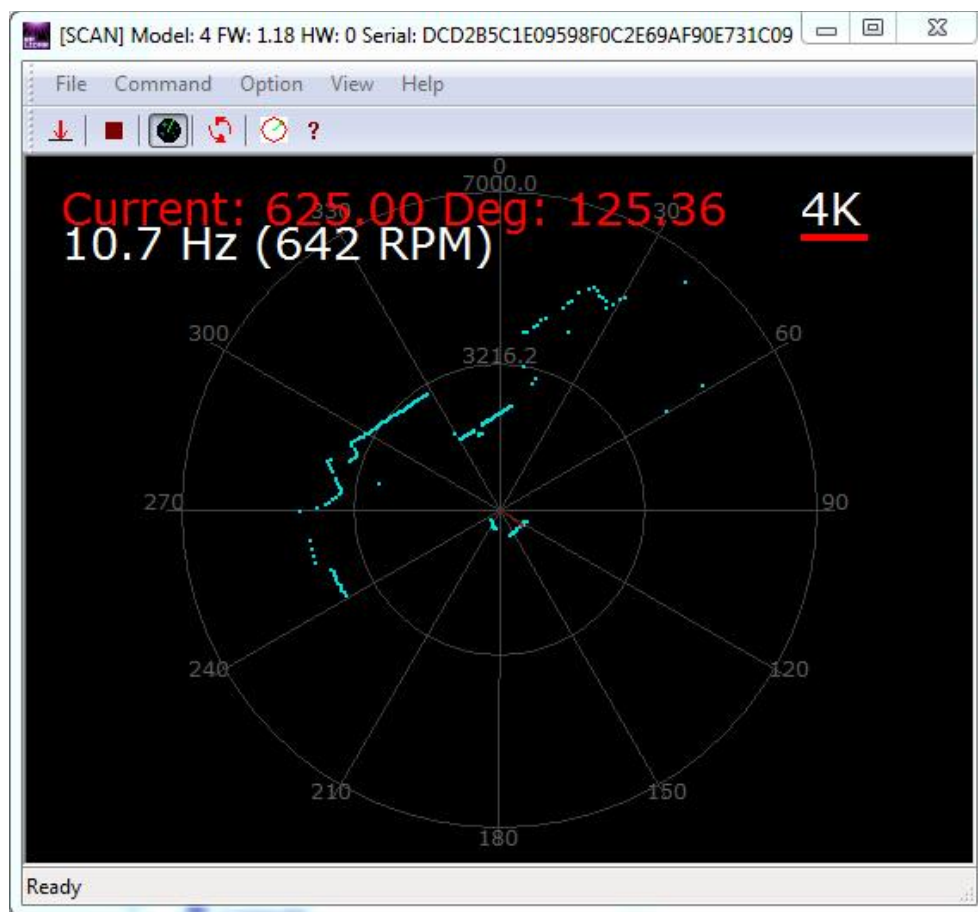 [SCAN] Model: 4 FW: 1.18 HW: 0 Serial: DCD2B5C1E09598F0C2E69AF90E731C09
File Command Option View Help
?
0
7000.0
Current: 625.00 Deg: 125.36 4K
330 30
10.7 Hz (642 RPM)
300 60
3216.2
270 90
240 120
210 150
180
Ready